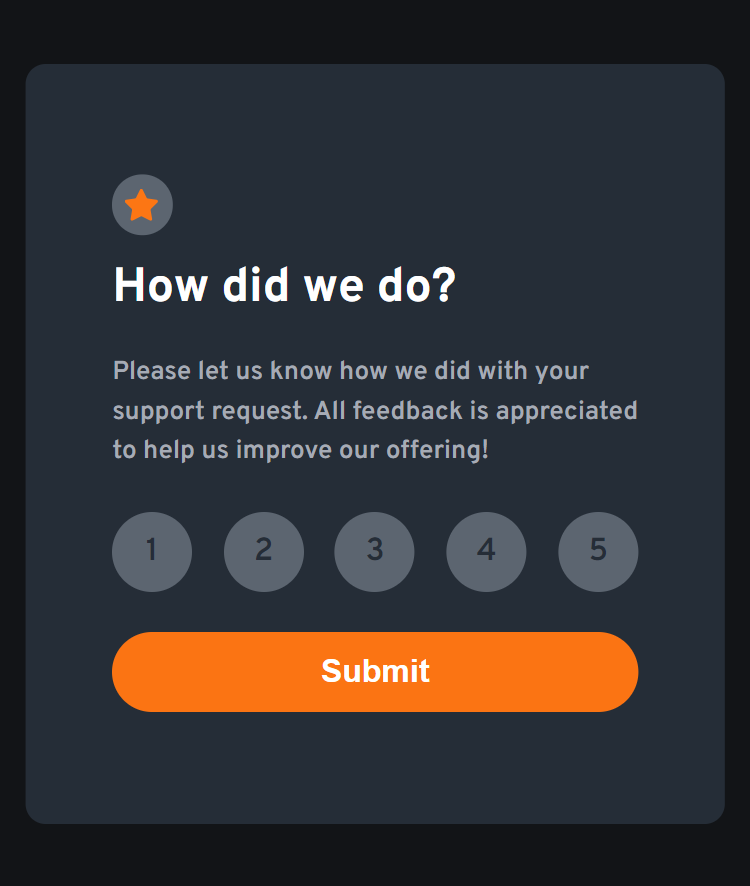 How did we do?
Please let us know how we did with your
support request. All feedback is appreciated
to help us improve our offering!
1 2 3 4 5
Submit